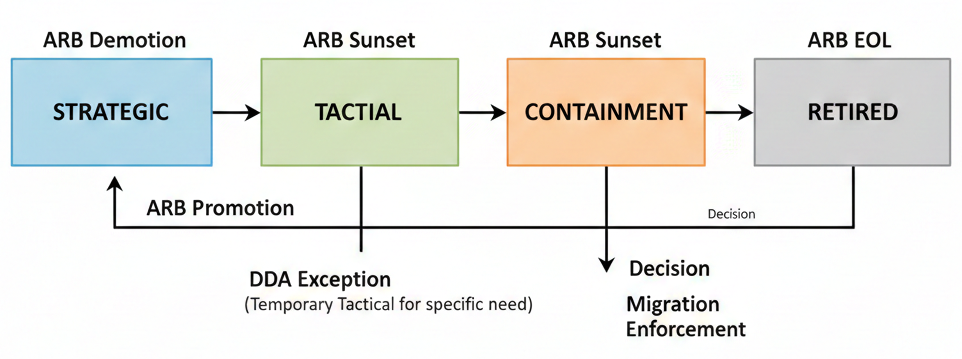 ARB Demotion
ARB Sunset
ARB Sunset
ARB EOL
STRATEGIC
TACTIAL
CONTAINMENT
RETIRED
ARB Promotion
Decision
DDA Exception
(Temporary Tactical for specific need)
Decision
Migration
Enforcement